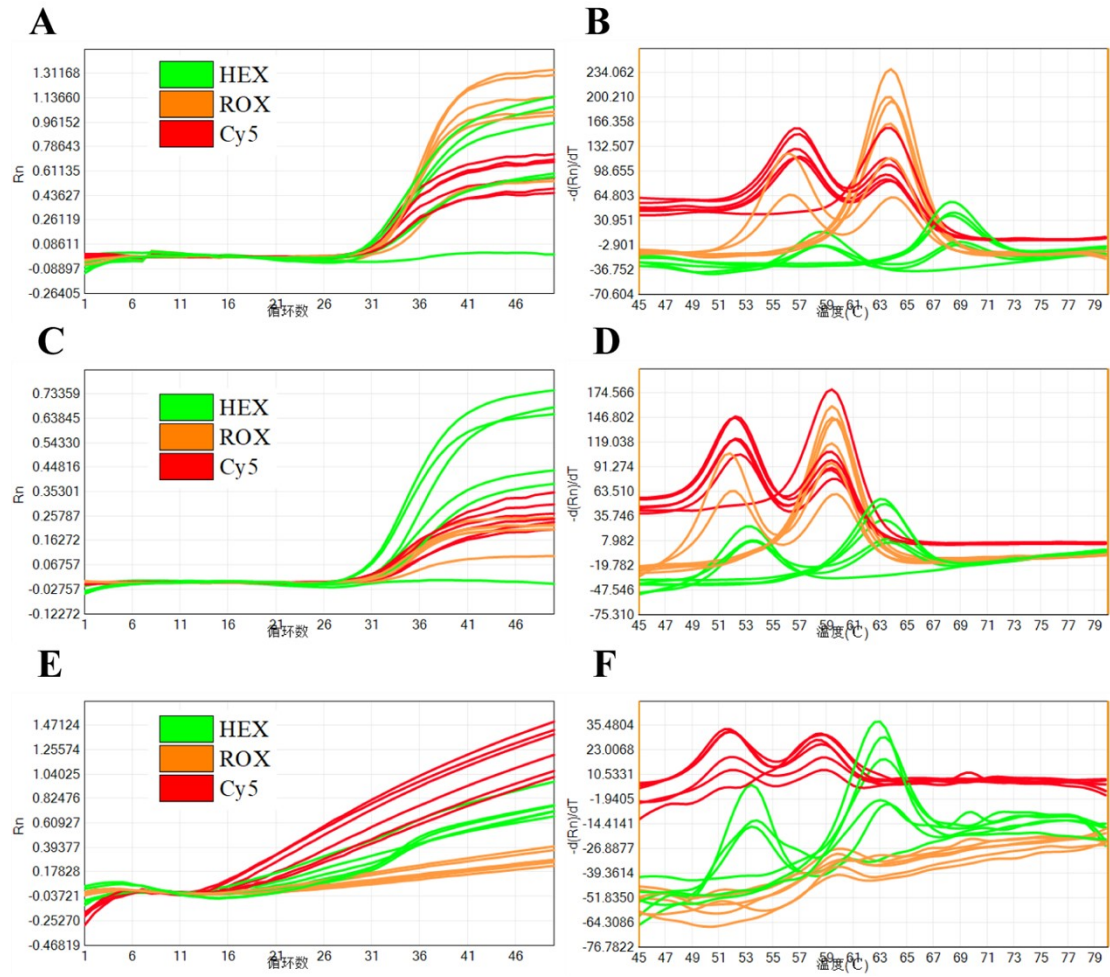 A
B
Rn
1.31168
1.13660
0.96152
0.78643
0.61135
0.43627
0.26119
0.08611
-0.08897
-0.26405
HEX
ROX
Cy5
1 6 11 16 21 26 31 36 41 46
循环数
-d(Rn)/dT
234.062
200.210
166.358
132.507
98.655
64.803
30.951
-2.901
-36.752
-70.604
45 47 49 51 53 55 57 59 61 63 65 67 69 71 73 75 77 79
温度(℃)
C
D
Rn
0.73359
0.63845
0.54330
0.44816
0.35301
0.25787
0.16272
0.06757
-0.02757
-0.12272
HEX
ROX
Cy5
1 6 11 16 21 26 31 36 41 46
循环数
-d(Rn)/dT
174.566
146.802
119.038
91.274
63.510
35.746
7.982
-19.782
-47.546
-75.310
45 47 49 51 53 55 57 59 61 63 65 67 69 71 73 75 77 79
温度(℃)
E
F
Rn
1.47124
1.25574
1.04025
0.82476
0.60927
0.39377
0.17828
-0.03721
-0.25270
-0.46819
HEX
ROX
Cy5
1 6 11 16 21 26 31 36 41 46
循环数
-d(Rn)/dT
35.4804
23.0068
10.5331
-1.9405
-14.4141
-26.8877
-39.3614
-51.8350
-64.3086
-76.7822
45 47 49 51 53 55 57 59 61 63 65 67 69 71 73 75 77 79
温度(℃)